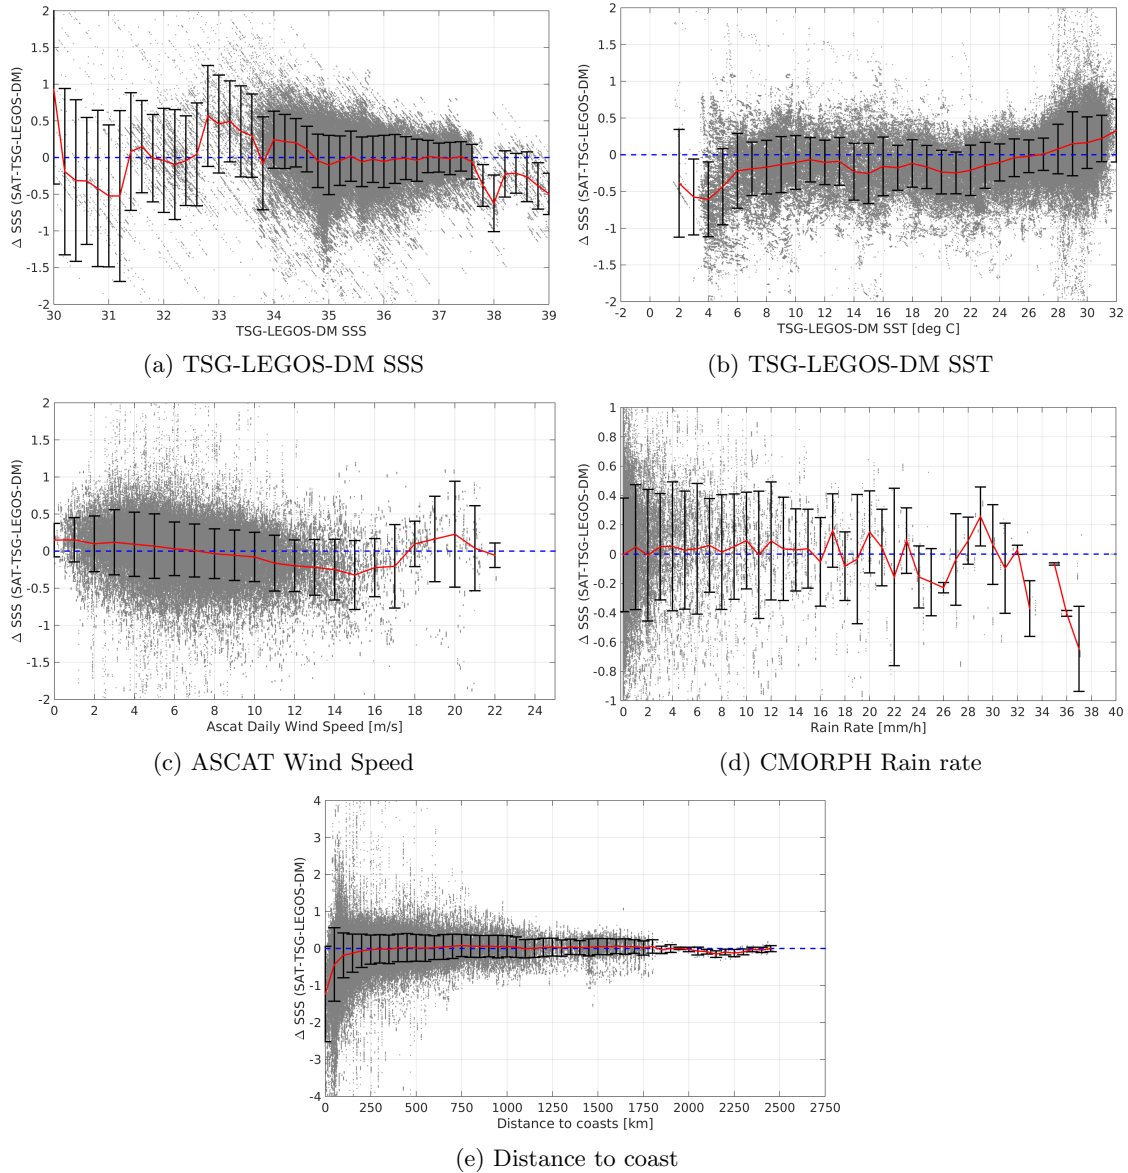 2
1.5
1
0.5
0
-0.5
-1
-1.5
-2
Δ SSS (SAT-TSG-LEGOS-DM)
30 31 32 33 34 35 36 37 38 39
TSG-LEGOS-DM SSS
(a) TSG-LEGOS-DM SSS
2
1.5
1
0.5
0
-0.5
-1
-1.5
-2
Δ SSS (SAT-TSG-LEGOS-DM)
-2 0 2 4 6 8 10 12 14 16 18 20 22 24 26 28 30 32
TSG-LEGOS-DM SST [deg C]
(b) TSG-LEGOS-DM SST
2
1.5
1
0.5
0
-0.5
-1
-1.5
-2
Δ SSS (SAT-TSG-LEGOS-DM)
0 2 4 6 8 10 12 14 16 18 20 22 24
Ascat Daily Wind Speed [m/s]
(c) ASCAT Wind Speed
1
0.8
0.6
0.4
0.2
0
-0.2
-0.4
-0.6
-0.8
-1
Δ SSS (SAT-TSG-LEGOS-DM)
0 2 4 6 8 10 12 14 16 18 20 22 24 26 28 30 32 34 36 38 40
Rain Rate [mm/h]
(d) CMORPH Rain rate
4
3
2
1
0
-1
-2
-3
-4
Δ SSS (SAT-TSG-LEGOS-DM)
0 250 500 750 1000 1250 1500 1750 2000 2250 2500 2750
Distance to coasts [km]
(e) Distance to coast